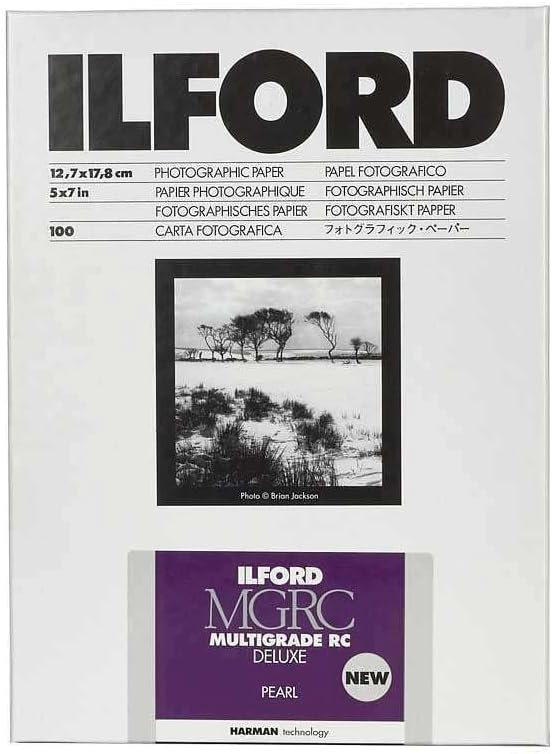 ILFORD
12,7x17,8 cm PHOTOGRAPHIC PAPER PAPEL FOTOGRAFICO
5x7 in PAPIER PHOTOGRAPHIQUE FOTOGRAPHISCH PAPIER
FOTOGRAPHISCHES PAPIER FOTOGRAFISKT PAPPER
100 CARTA FOTOGRAFICA フォトグラフィック・ペーパー
Photo © Brian Jackson
ILFORD
MGRC
MULTIGRADE RC
DELUXE
NEW
PEARL
HARMAN technology